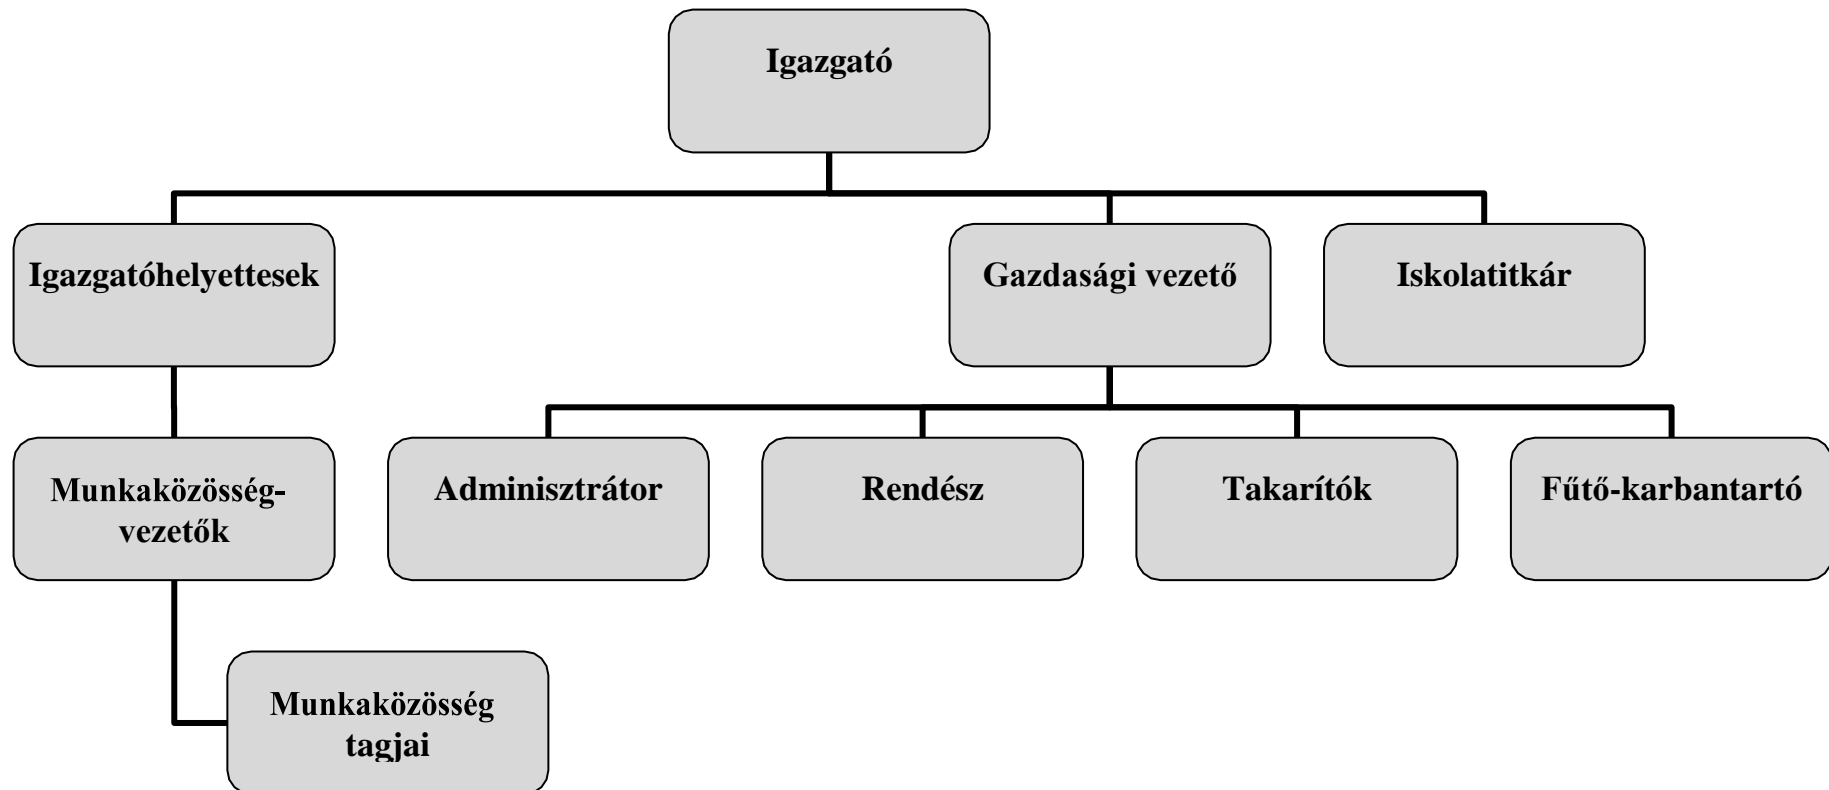 Igazgató
Igazgatóhelyettesek
Gazdasági vezető
Iskolatitkár
Munkaközösség-
vezetők
Adminisztrátor
Rendész
Takarítók
Fűtő-karbantartó
Munkaközösség
tagjai